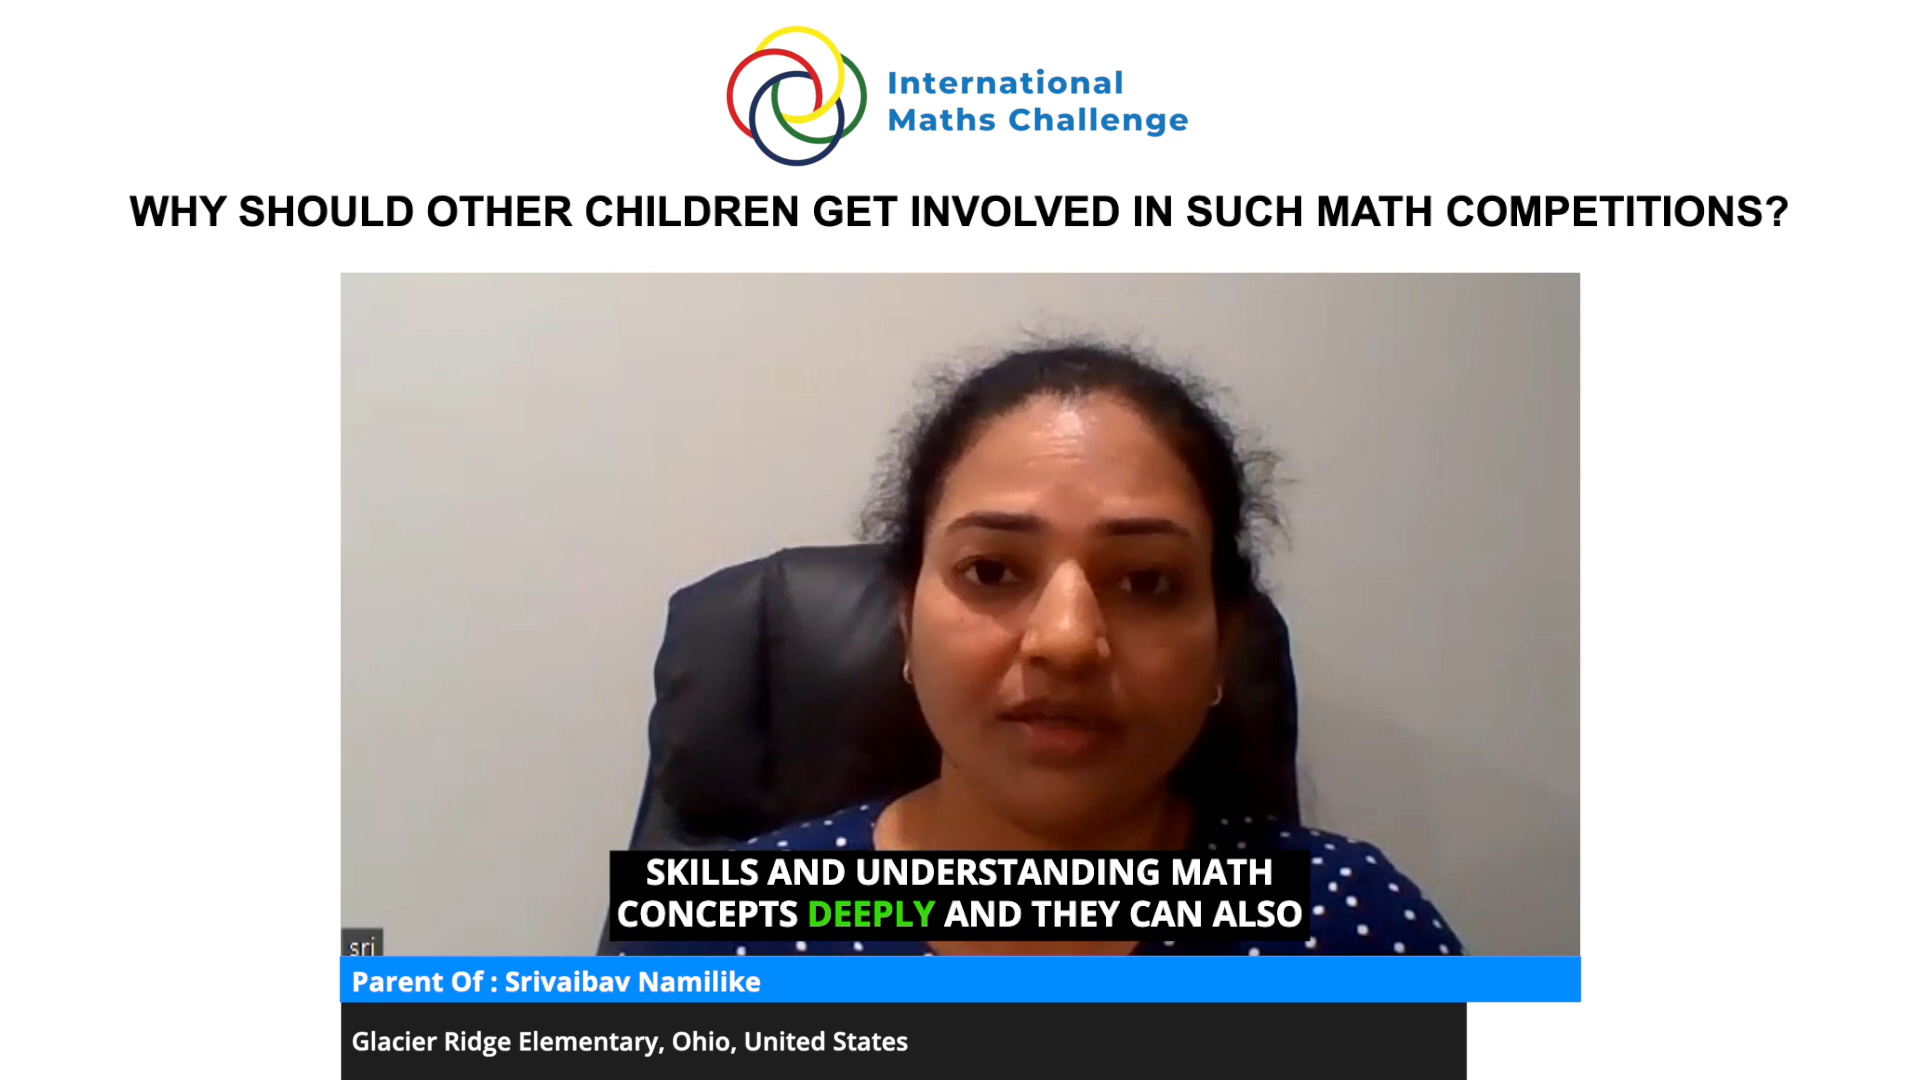 International
Maths Challenge
WHY SHOULD OTHER CHILDREN GET INVOLVED IN SUCH MATH COMPETITIONS?
SKILLS AND UNDERSTANDING MATH
CONCEPTS DEEPLY AND THEY CAN ALSO
sri
Parent Of : Srivaibav Namilike
Glacier Ridge Elementary, Ohio, United States